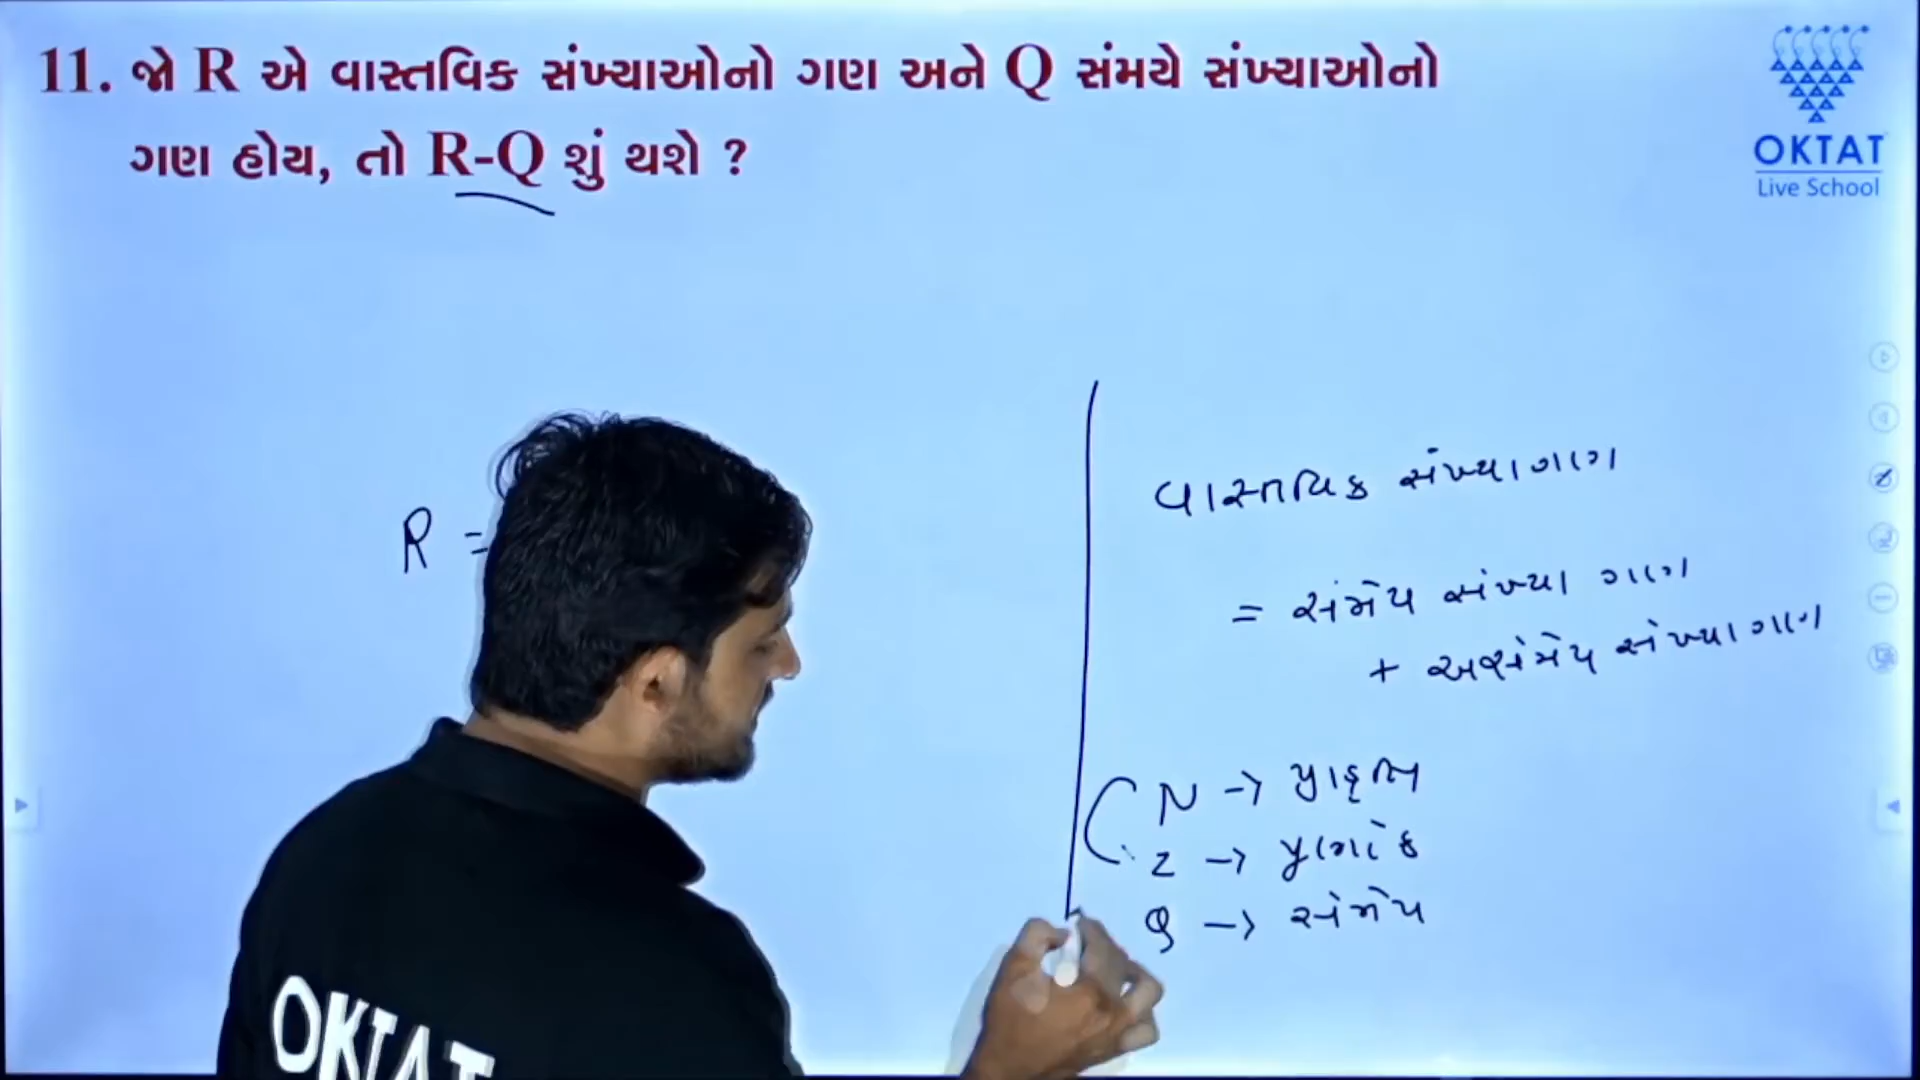 11. જો R એ વાસ્તવિક સંખ્યાઓનો ગણ અને Q સંમયે સંખ્યાઓનો
ગણ હોય, તો R-Q શું થશે ?
OKTAT
Live School
R =
વાસ્તવિક સંખ્યાગણ
= સંમેય સંખ્યા ગણ
+ અસંમેય સંખ્યાગણ
N → પ્રાકૃત
Z → પૂર્ણાંક
Q → સંમેય
OKTAT